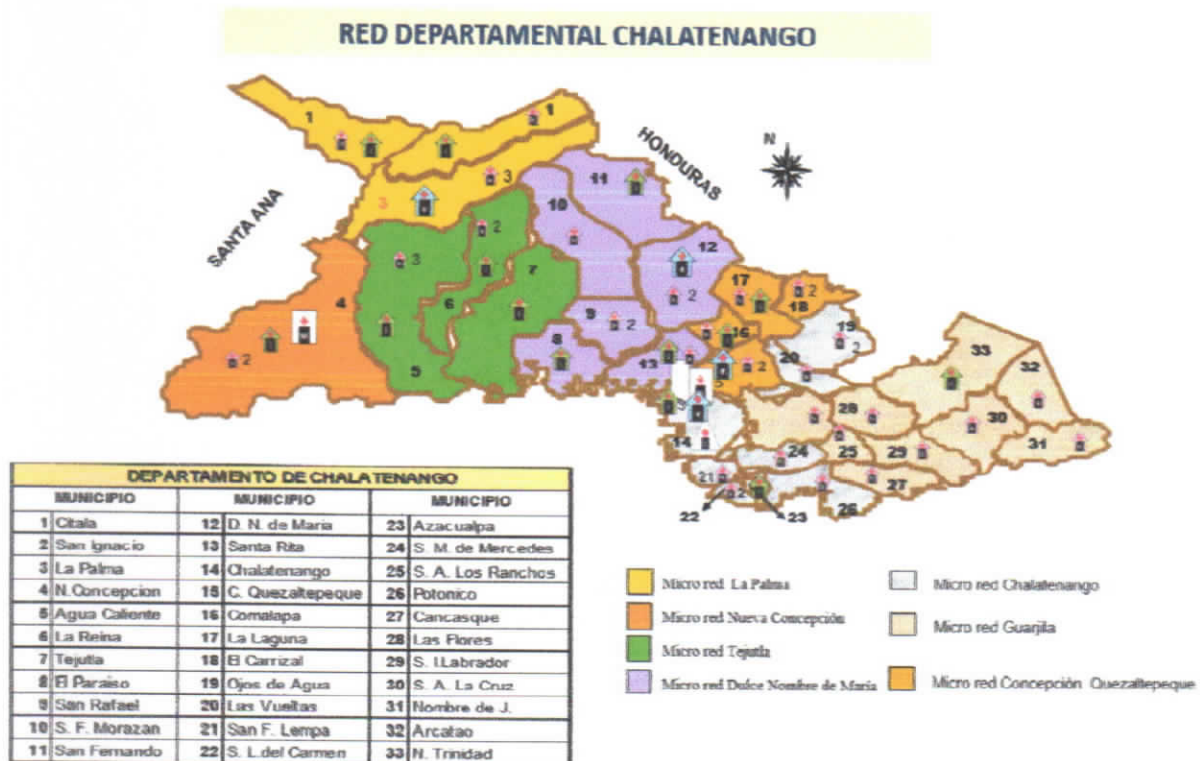 RED DEPARTAMENTAL CHALATENANGO
HONDURAS
N
SANTA ANA
1
1
3
3
11
10
2
12
3
7
4
17
2
2
6
18
9
2
19
16
2
2
8
33
13
20
2
32
5
28
30
14
25
29
31
24
21
27
2
22
23
26
DEPARTAMENTO DE CHALATENANGO
MUNICIPIO MUNICIPIO MUNICIPIO
1 Citala 12 D. N. de Maria 23 Azacualpa
2 San Ignacio 13 Santa Rita 24 S. M. de Mercedes
3 La Palma 14 Chalatenango 25 S. A. Los Ranchos
4 N.Concepcion 15 C. Quezaltepeque 26 Potonico
5 Agua Caliente 16 Comalapa 27 Cancasque
6 La Reina 17 La Laguna 28 Las Flores
7 Tejutla 18 El Carrizal 29 S. I.Labrador
8 El Paraiso 19 Ojos de Agua 30 S. A. La Cruz
9 San Rafael 20 Las Vueltas 31 Nombre de J.
10 S. F. Morazan 21 San F. Lempa 32 Arcatao
11 San Fernando 22 S. L.del Carmen 33 N. Trinidad
Micro red La Palma
Micro red Nueva Concepción
Micro red Tejutla
Micro red Dulce Nombre de María
Micro red Chalatenango
Micro red Guarjila
Micro red Concepción Quezaltepeque